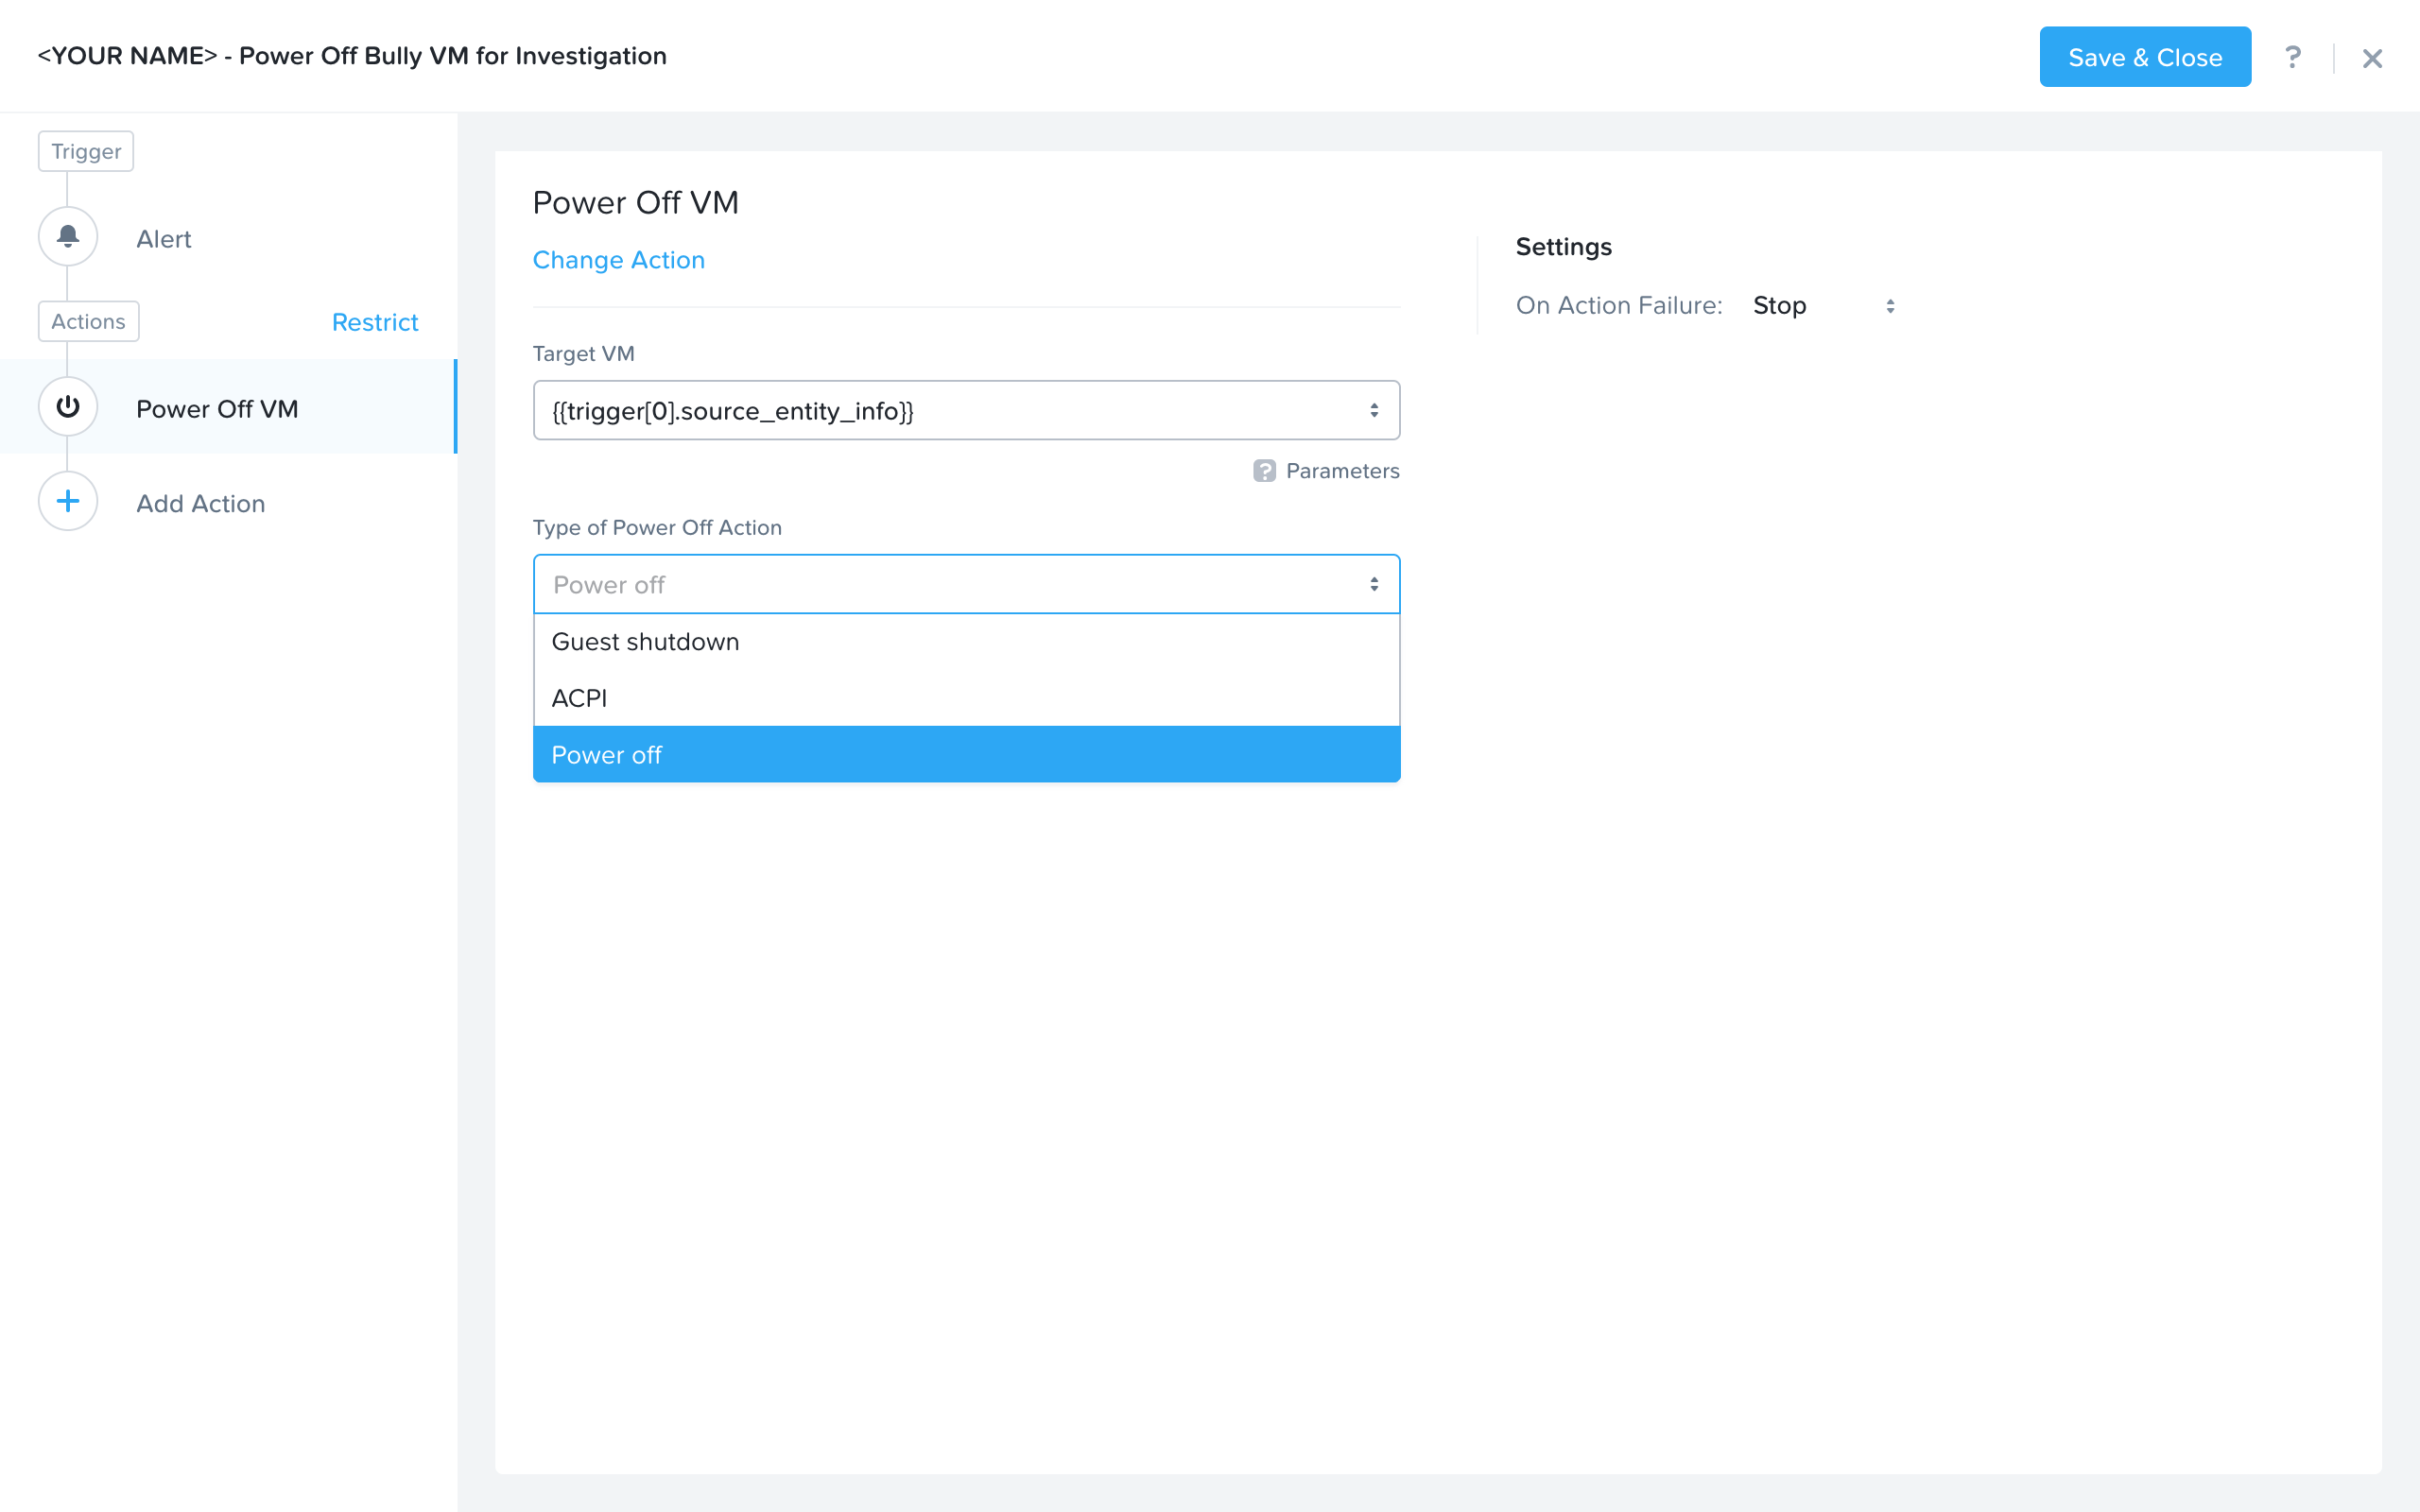 <YOUR NAME> - Power Off Bully VM for Investigation
Save & Close
?
Trigger
Alert
Actions
Restrict
Power Off VM
Add Action
Power Off VM
Change Action
Target VM
{{trigger[0].source_entity_info}}
? Parameters
Type of Power Off Action
Power off
Guest shutdown
ACPI
Power off
Settings
On Action Failure: Stop